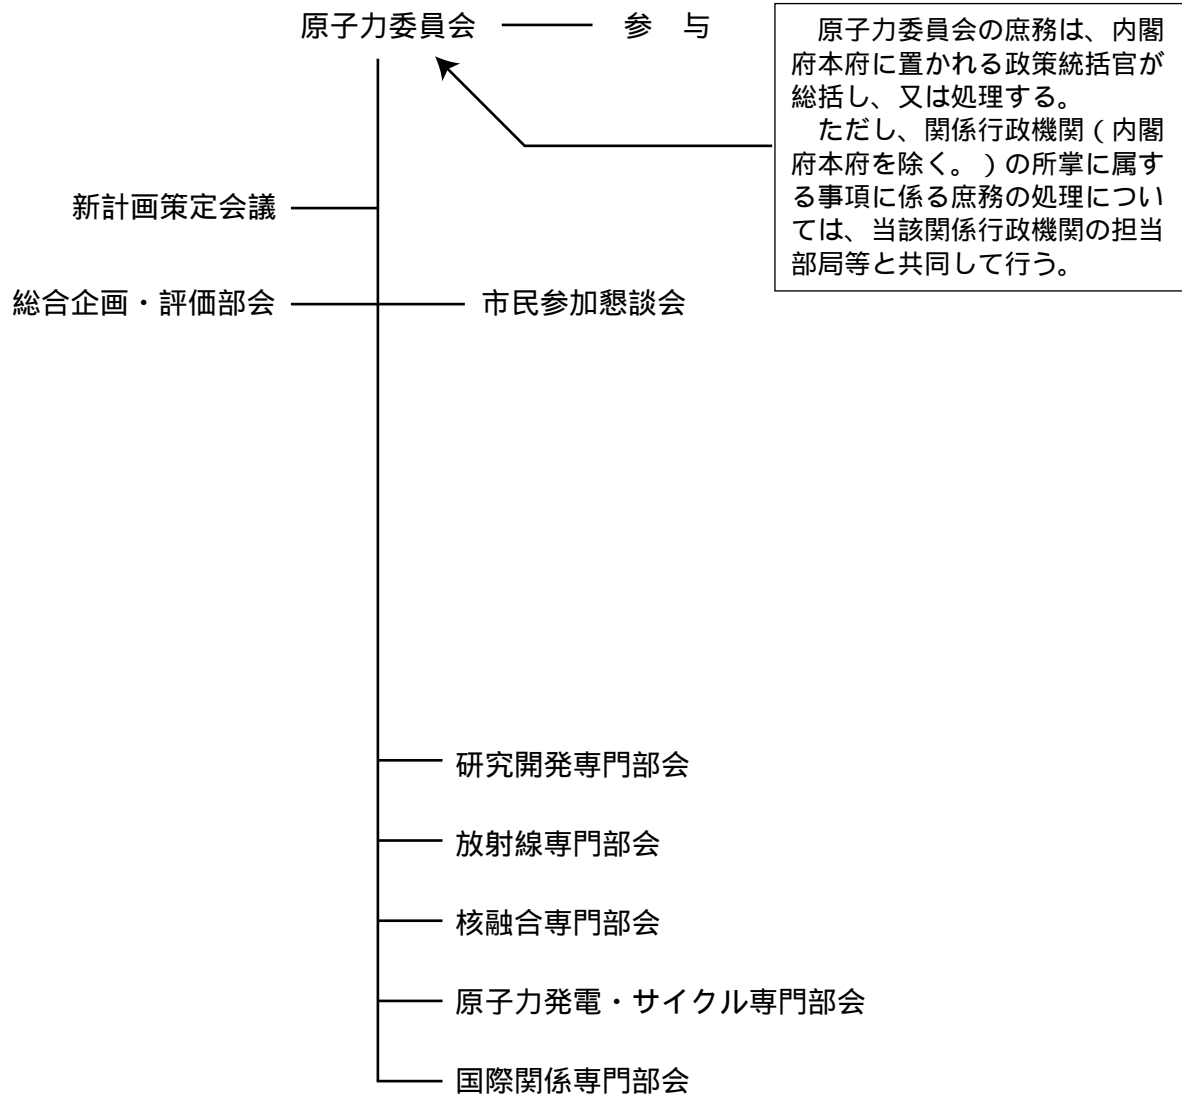 原子力委員会 参 与
　原子力委員会の庶務は、内閣
府本府に置かれる政策統括官が
総括し、又は処理する。
　ただし、関係行政機関(内閣
府本府を除く。)の所掌に属す
る事項に係る庶務の処理につい
ては、当該関係行政機関の担当
部局等と共同して行う。
新計画策定会議
総合企画・評価部会
市民参加懇談会
研究開発専門部会
放射線専門部会
核融合専門部会
原子力発電・サイクル専門部会
国際関係専門部会